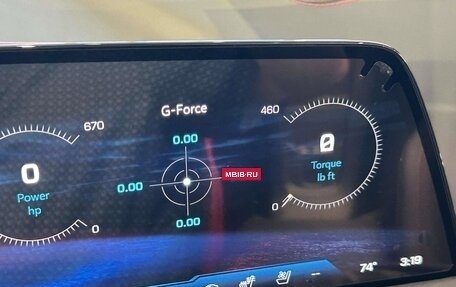 G-Force
670
460
0.00
0
Power
hp
0
0.00
0.00
0.00
MBIB·RU
0
Torque
lb ft
0
74°
3:19